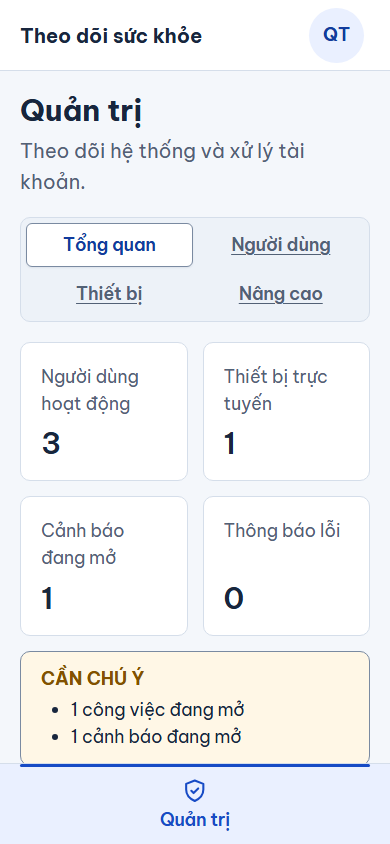 Theo dõi sức khỏe
QT
Quản trị
Theo dõi hệ thống và xử lý tài
khoản.
Tổng quan
Người dùng
Thiết bị
Nâng cao
Người dùng
hoạt động
3
Thiết bị trực
tuyến
1
Cảnh báo
đang mở
1
Thông báo lỗi
0
CẦN CHÚ Ý
• 1 công việc đang mở
• 1 cảnh báo đang mở
Quản trị